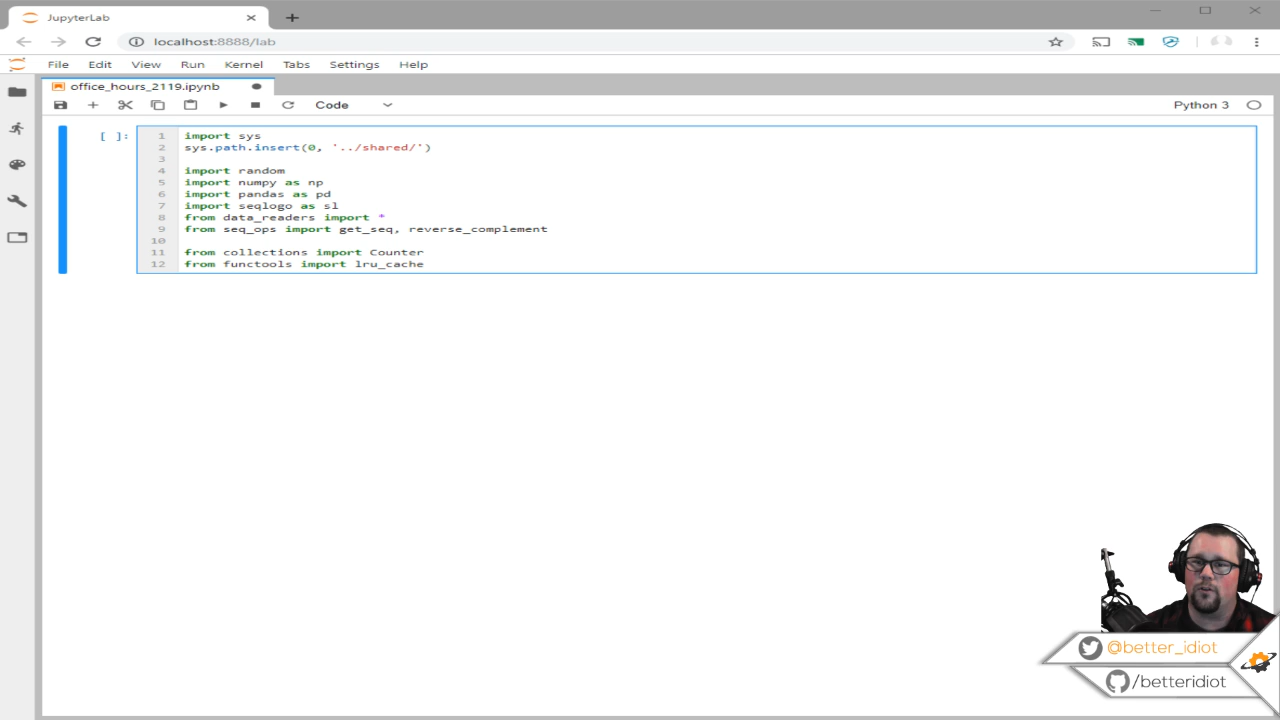 JupyterLab
localhost:8888/lab
File Edit View Run Kernel Tabs Settings Help
office_hours_2119.ipynb
Code
Python 3
[ ]:
1 import sys
2 sys.path.insert(0, '../shared/')
3
4 import random
5 import numpy as np
6 import pandas as pd
7 import seqlogo as sl
8 from data_readers import *
9 from seq_ops import get_seq, reverse_complement
10
11 from collections import Counter
12 from functools import lru_cache
@better_idiot
/betteridiot